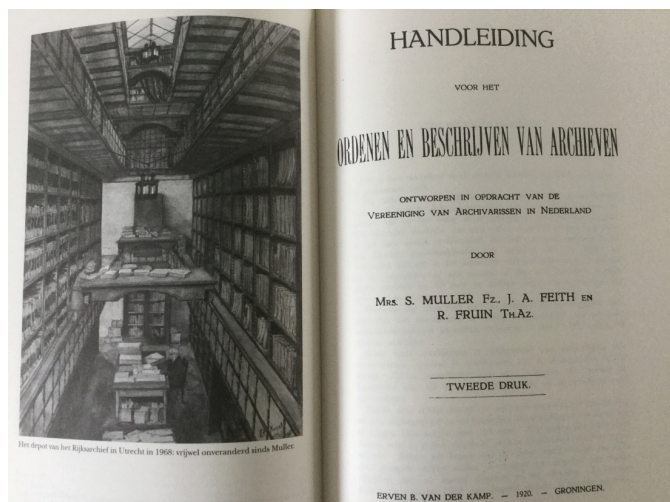 Het depot van het Rijksarchief in Utrecht in 1968: vrijwel onveranderd sinds Muller.
HANDLEIDING
VOOR HET
ORDENEN EN BESCHRIJVEN VAN ARCHIEVEN
ONTWORPEN IN OPDRACHT VAN DE
VEREENIGING VAN ARCHIVARISSEN IN NEDERLAND
DOOR
MRS. S. MULLER FZ., J. A. FEITH EN
R. FRUIN TH.AZ.
TWEEDE DRUK.
ERVEN B. VAN DER KAMP. – 1920. – GRONINGEN.